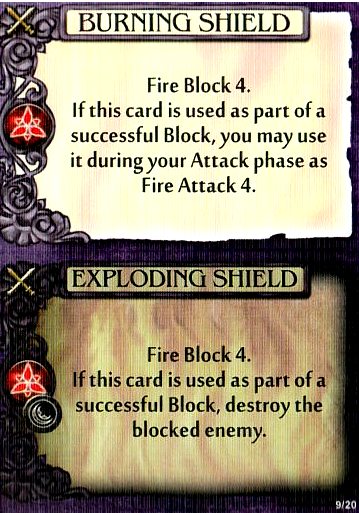 BURNING SHIELD
Fire Block 4.
If this card is used as part of a
successful Block, you may use
it during your Attack phase as
Fire Attack 4.
EXPLODING SHIELD
Fire Block 4.
If this card is used as part of a
successful Block, destroy the
blocked enemy.
9/20